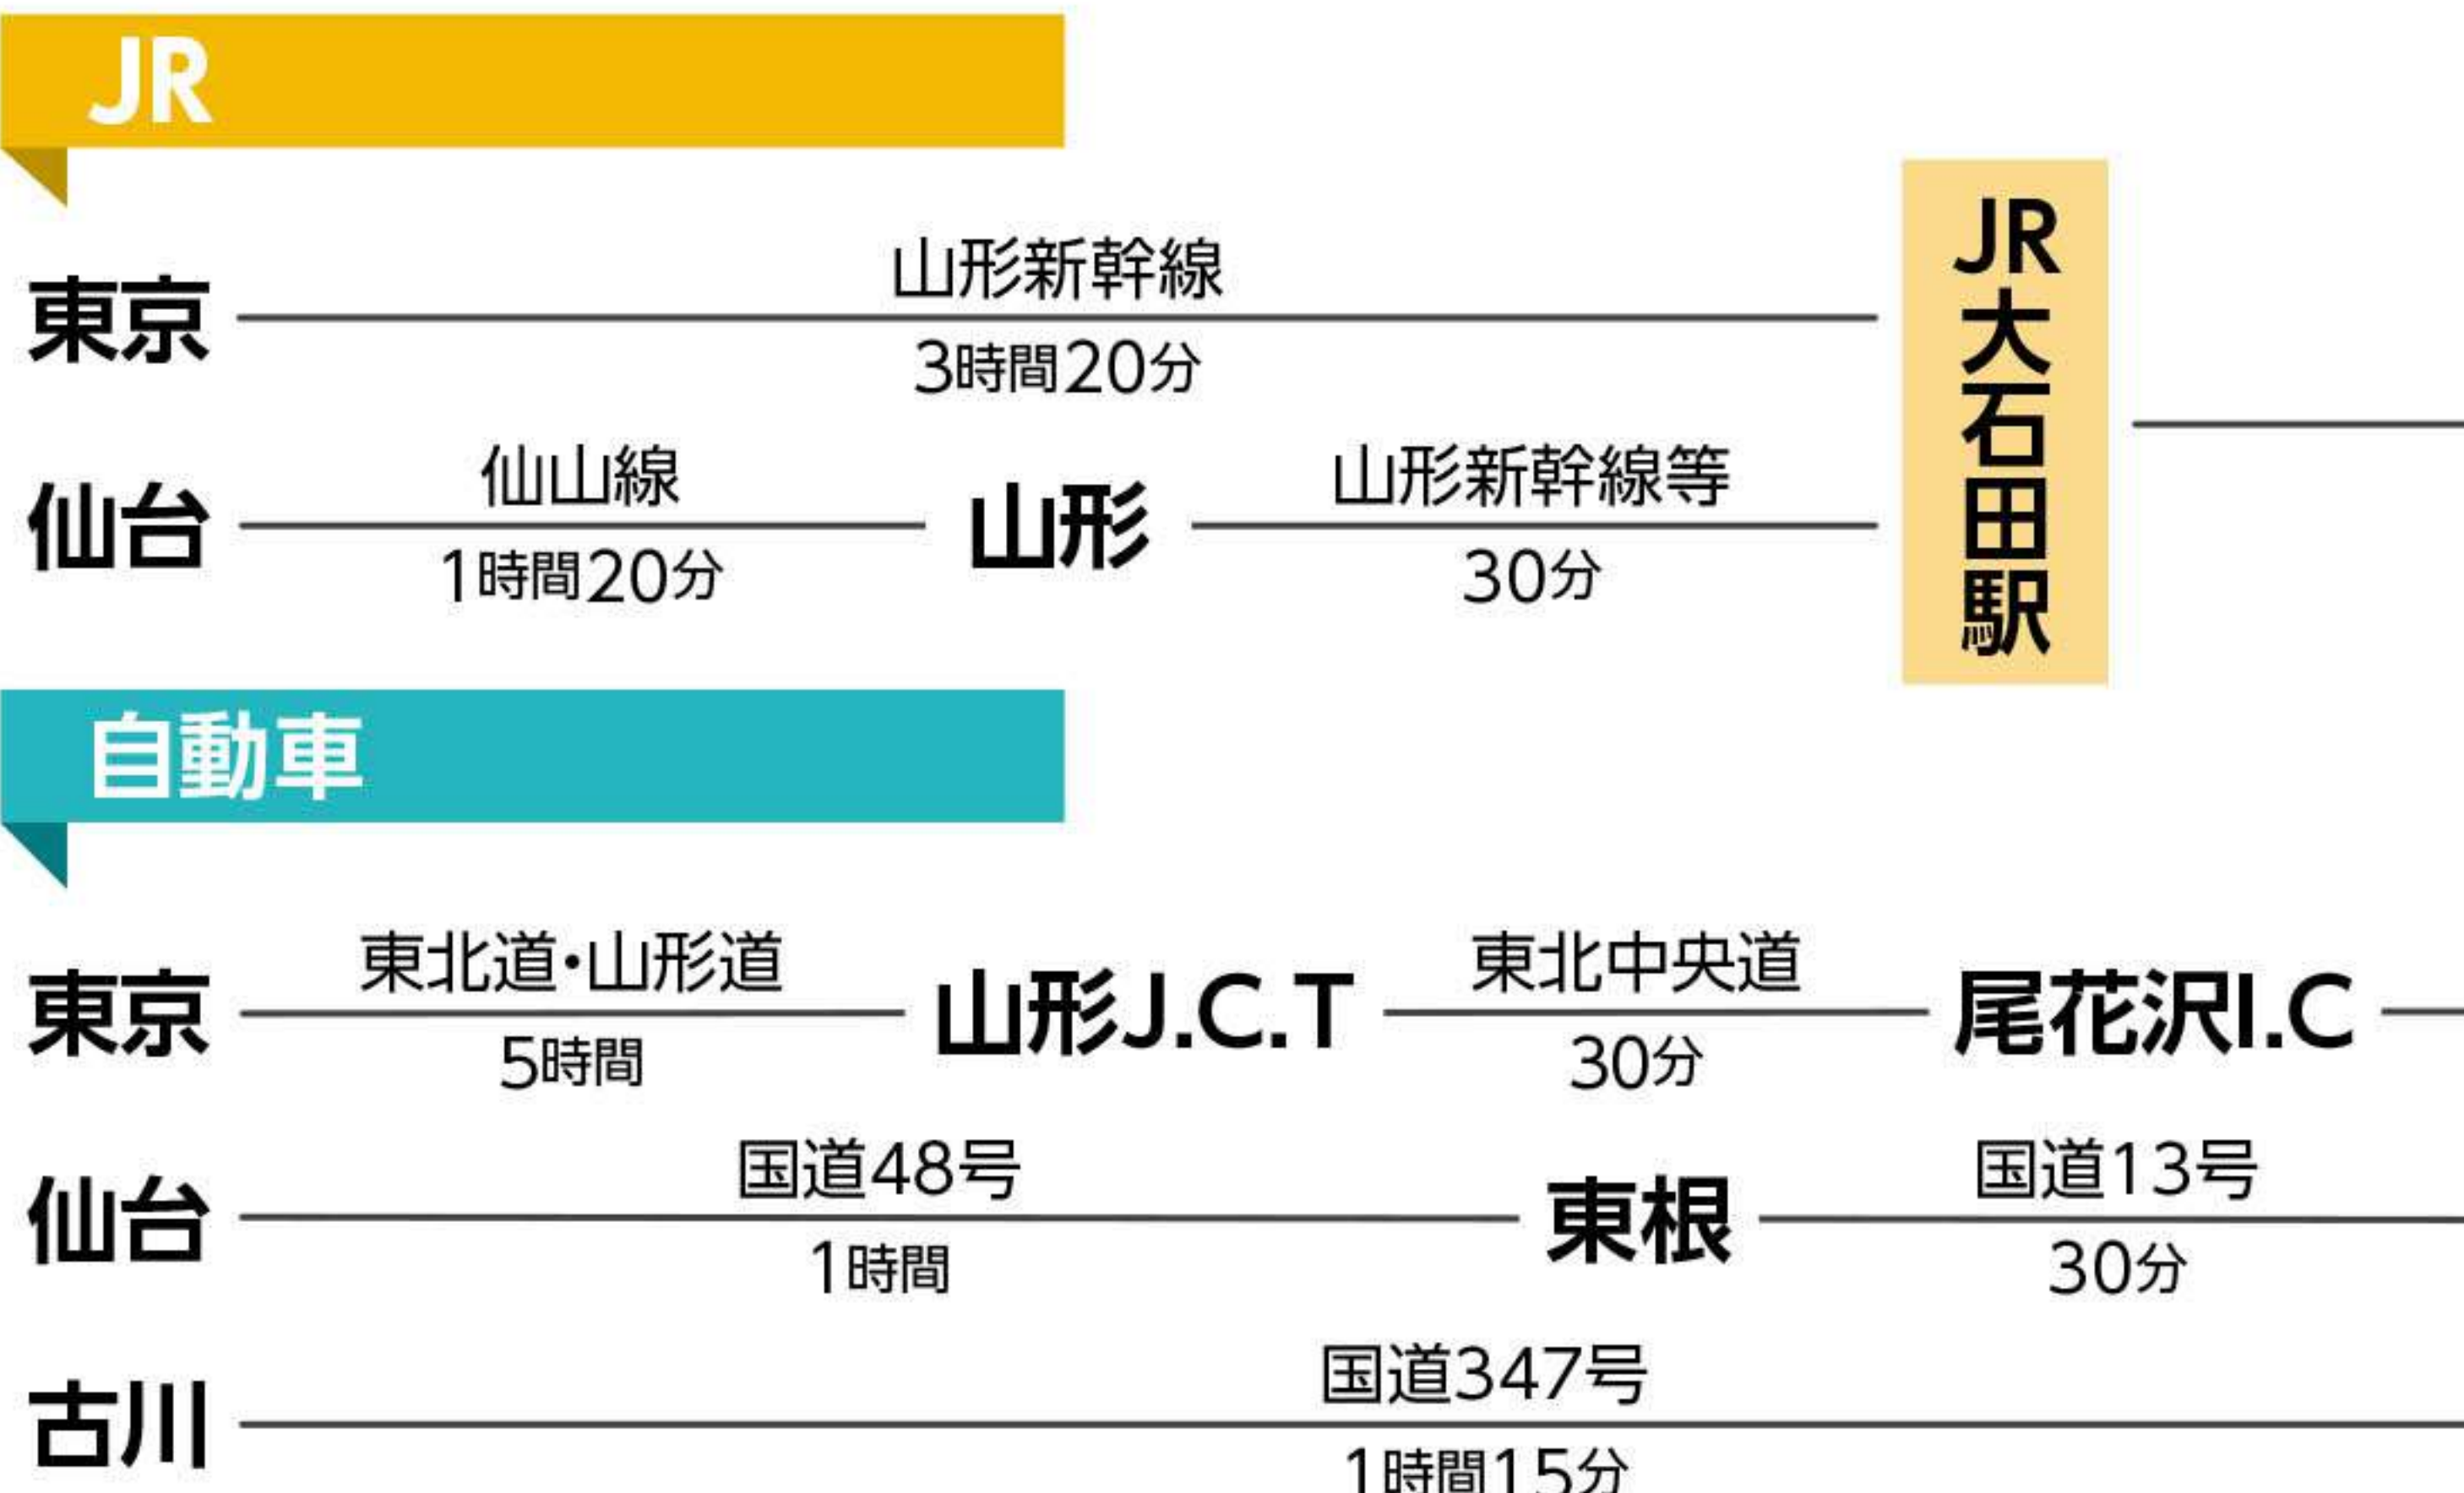 JR
東京
山形新幹線
3時間20分
JR大石田駅
仙台
仙山線
1時間20分
山形
山形新幹線等
30分
自動車
東京
東北道・山形道
5時間
山形J.C.T
東北中央道
30分
尾花沢I.C
仙台
国道48号
1時間
東根
国道13号
30分
古川
国道347号
1時間15分